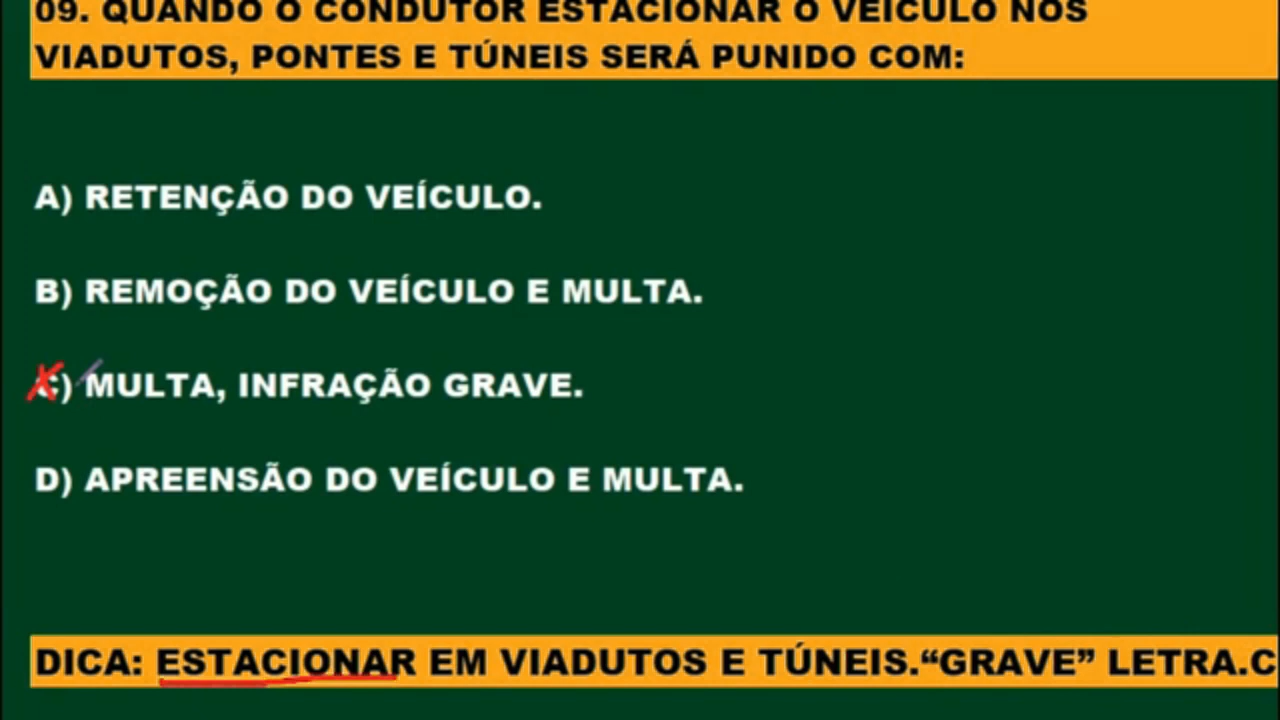 09. QUANDO O CONDUTOR ESTACIONAR O VEÍCULO NOS
VIADUTOS, PONTES E TÚNEIS SERÁ PUNIDO COM:
A) RETENÇÃO DO VEÍCULO.
B) REMOÇÃO DO VEÍCULO E MULTA.
C) MULTA, INFRAÇÃO GRAVE.
D) APREENSÃO DO VEÍCULO E MULTA.
DICA: ESTACIONAR EM VIADUTOS E TÚNEIS.“GRAVE” LETRA.C